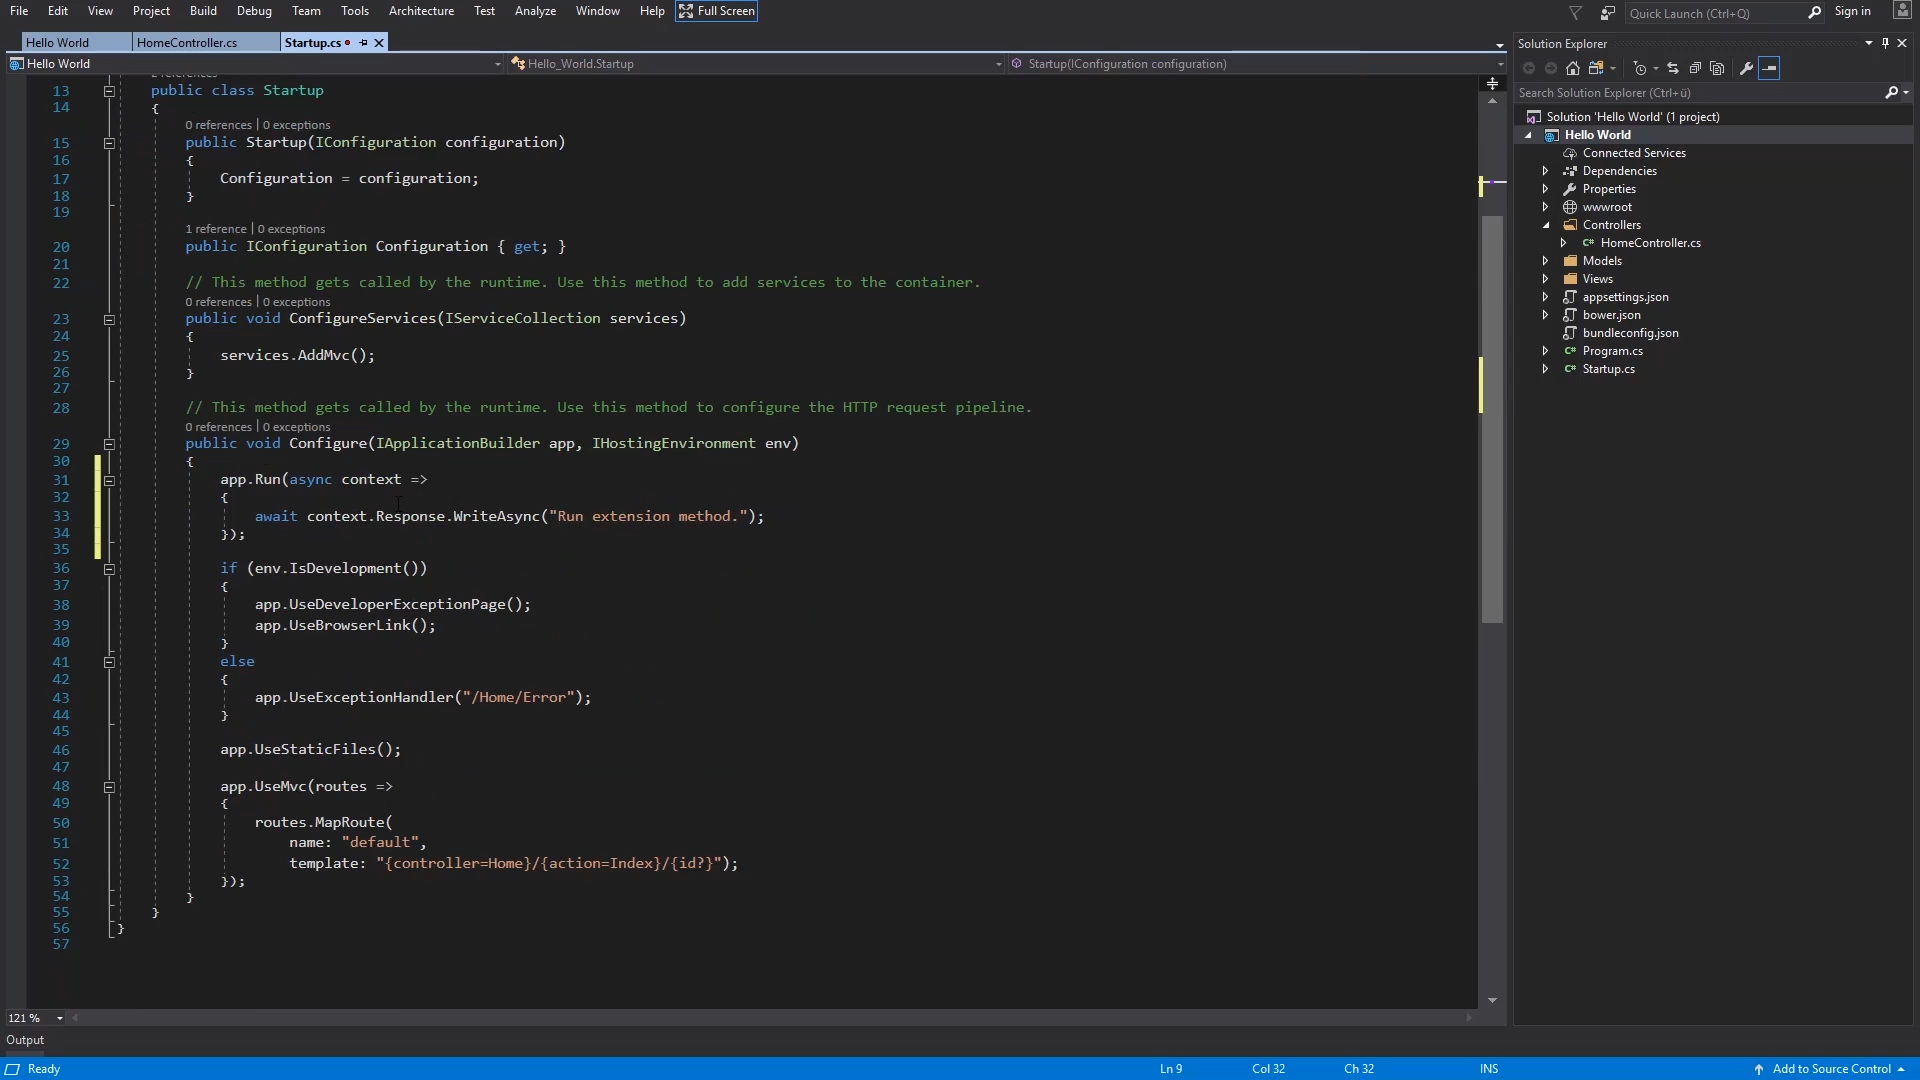 File Edit View Project Build Debug Team Tools Architecture Test Analyze Window Help Full Screen Quick Launch (Ctrl+Q) Sign in
Hello World HomeController.cs Startup.cs
Hello World Hello_World.Startup Startup(IConfiguration configuration)
13 public class Startup
14 {
0 references | 0 exceptions
15 public Startup(IConfiguration configuration)
16 {
17 Configuration = configuration;
18 }
19
1 reference | 0 exceptions
20 public IConfiguration Configuration { get; }
21
22 // This method gets called by the runtime. Use this method to add services to the container.
0 references | 0 exceptions
23 public void ConfigureServices(IServiceCollection services)
24 {
25 services.AddMvc();
26 }
27
28 // This method gets called by the runtime. Use this method to configure the HTTP request pipeline.
0 references | 0 exceptions
29 public void Configure(IApplicationBuilder app, IHostingEnvironment env)
30 {
31 app.Run(async context =>
32 {
33 await context.Response.WriteAsync("Run extension method.");
34 });
35
36 if (env.IsDevelopment())
37 {
38 app.UseDeveloperExceptionPage();
39 app.UseBrowserLink();
40 }
41 else
42 {
43 app.UseExceptionHandler("/Home/Error");
44 }
45
46 app.UseStaticFiles();
47
48 app.UseMvc(routes =>
49 {
50 routes.MapRoute(
51 name: "default",
52 template: "{controller=Home}/{action=Index}/{id?}");
53 });
54 }
55 }
56 }
57
121 %
Output
Solution Explorer
Search Solution Explorer (Ctrl+ü)
Solution 'Hello World' (1 project)
Hello World
Connected Services
Dependencies
Properties
wwwroot
Controllers
C# HomeController.cs
Models
Views
appsettings.json
bower.json
bundleconfig.json
C# Program.cs
C# Startup.cs
Ready Ln 9 Col 32 Ch 32 INS Add to Source Control